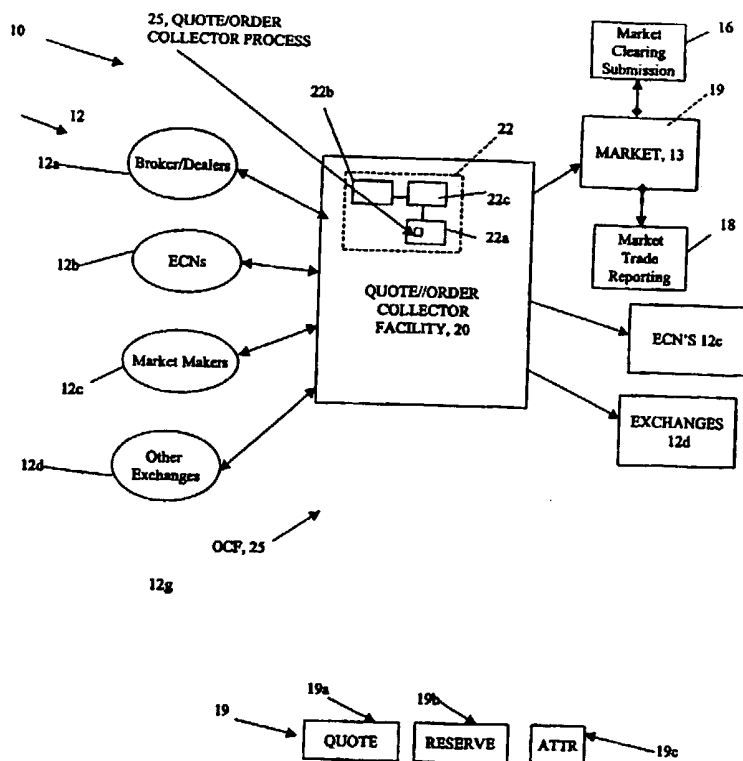 10
25, QUOTE/ORDER
COLLECTOR PROCESS
22b
22
22c
22a
12
12a
Broker/Dealers
12b
ECNs
12c
Market Makers
12d
Other
Exchanges
QUOTE//ORDER
COLLECTOR
FACILITY, 20
Market
Clearing
Submission
16
19
MARKET, 13
Market
Trade
Reporting
18
ECN'S 12c
EXCHANGES
12d
OCF, 25
12g
19
19a
QUOTE
19b
RESERVE
ATTR
19c